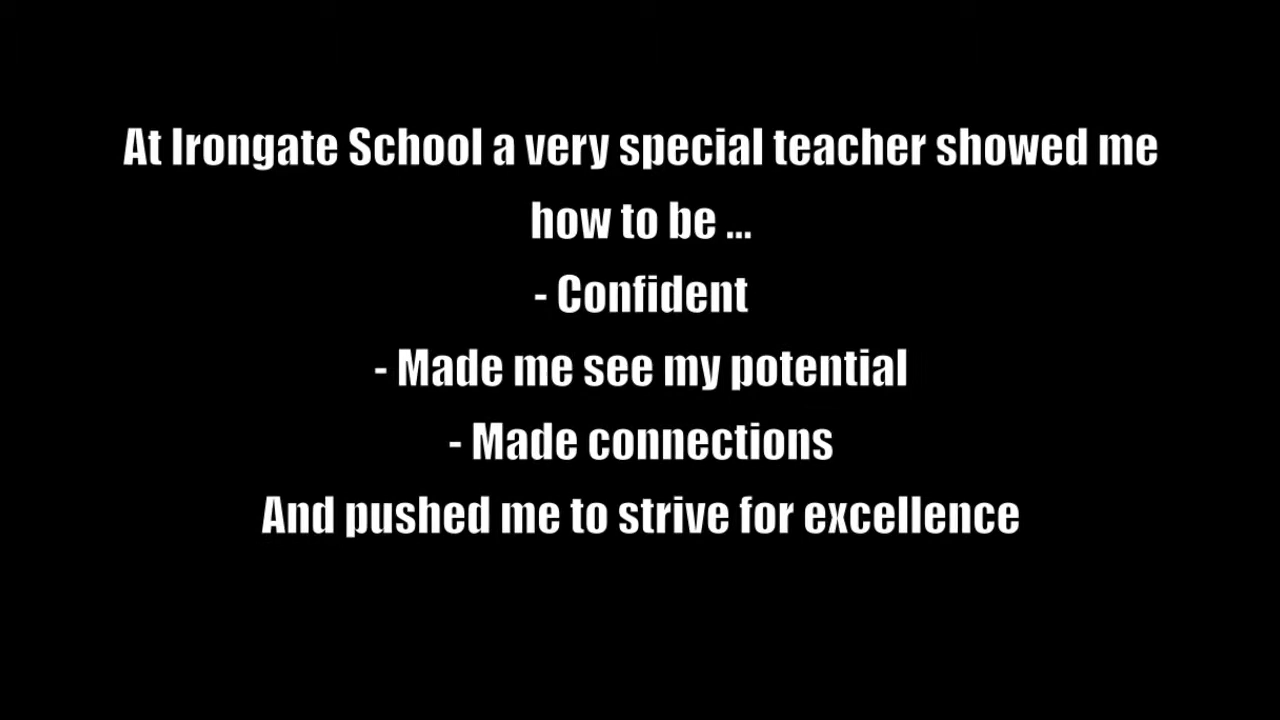 At Irongate School a very special teacher showed me
how to be ...
- Confident
- Made me see my potential
- Made connections
And pushed me to strive for excellence